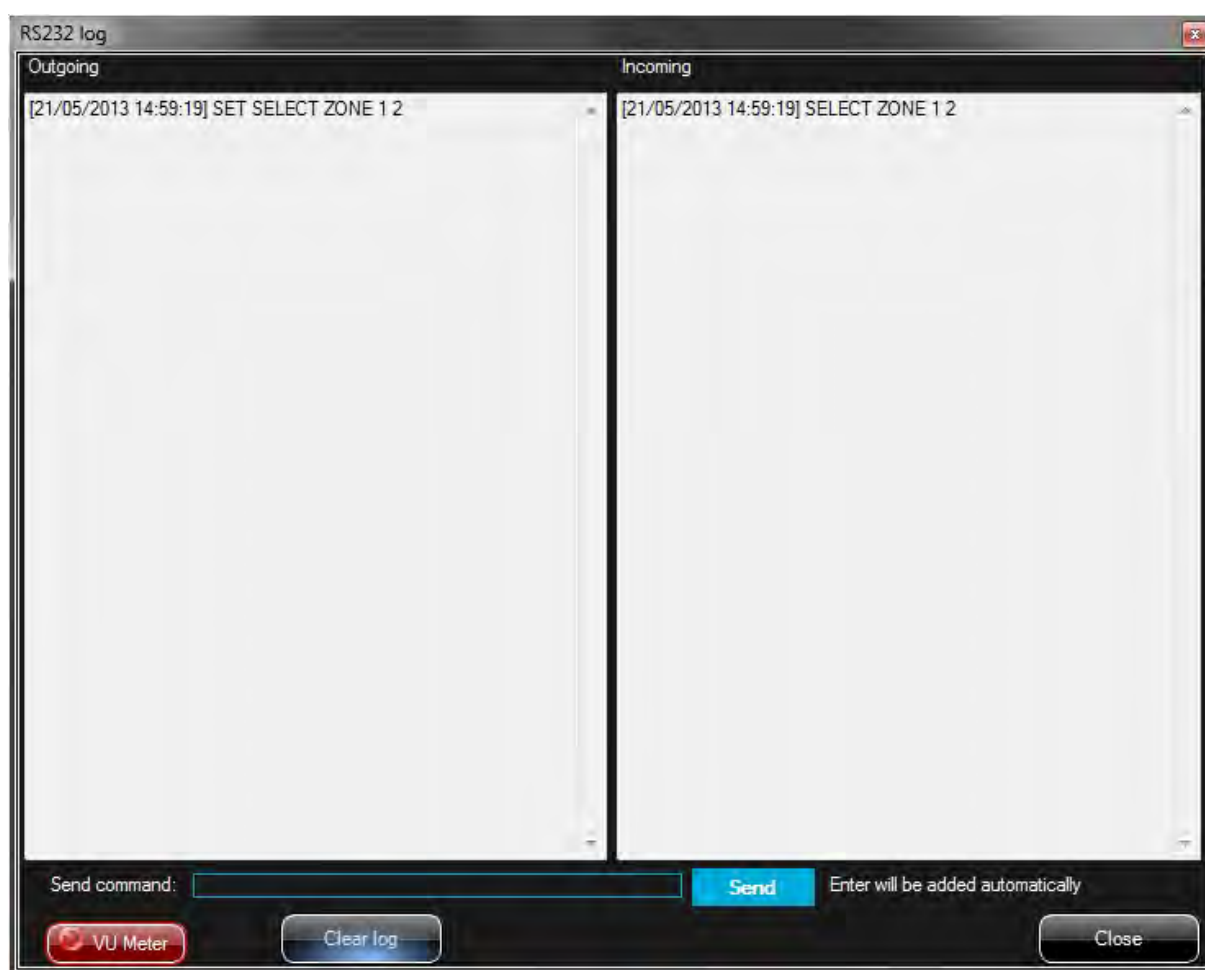 RS232 log
Outgoing
Incoming
[21/05/2013 14:59:19] SET SELECT ZONE 1 2
[21/05/2013 14:59:19] SELECT ZONE 1 2
Send command:
Send
Enter will be added automatically
VU Meter
Clear log
Close